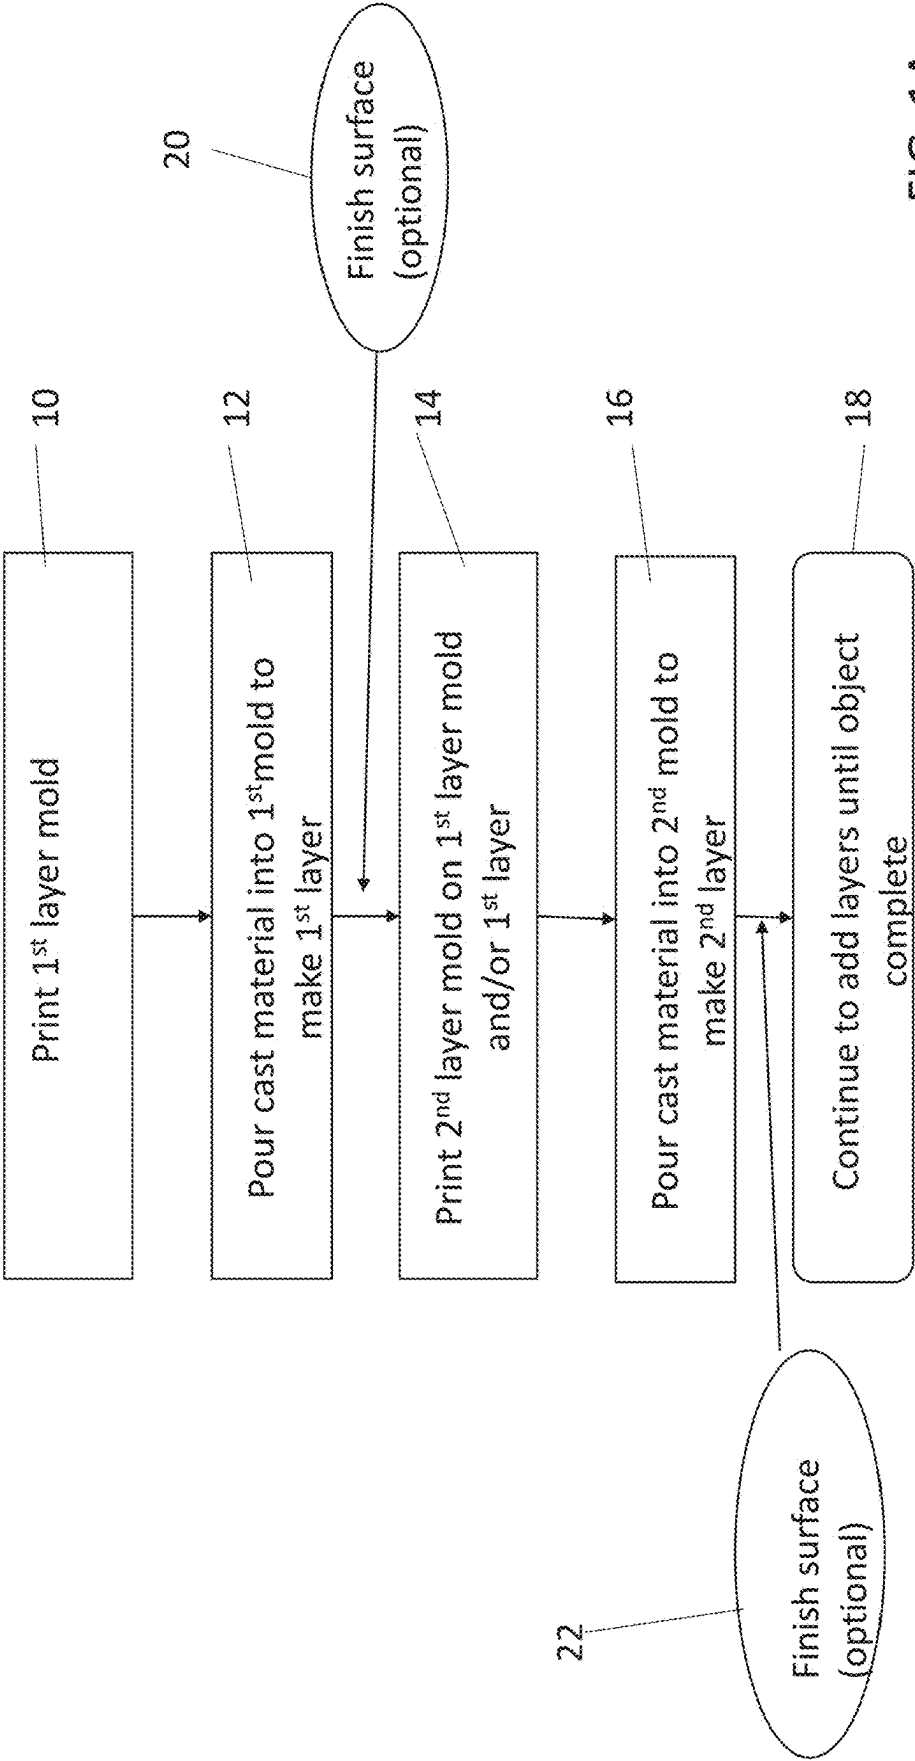 Print 1st layer mold
10
Pour cast material into 1st mold to
make 1st layer
12
Finish surface
(optional)
20
Print 2nd layer mold on 1st layer mold
and/or 1st layer
14
Pour cast material into 2nd mold to
make 2nd layer
16
Finish surface
(optional)
22
Continue to add layers until object
complete
18